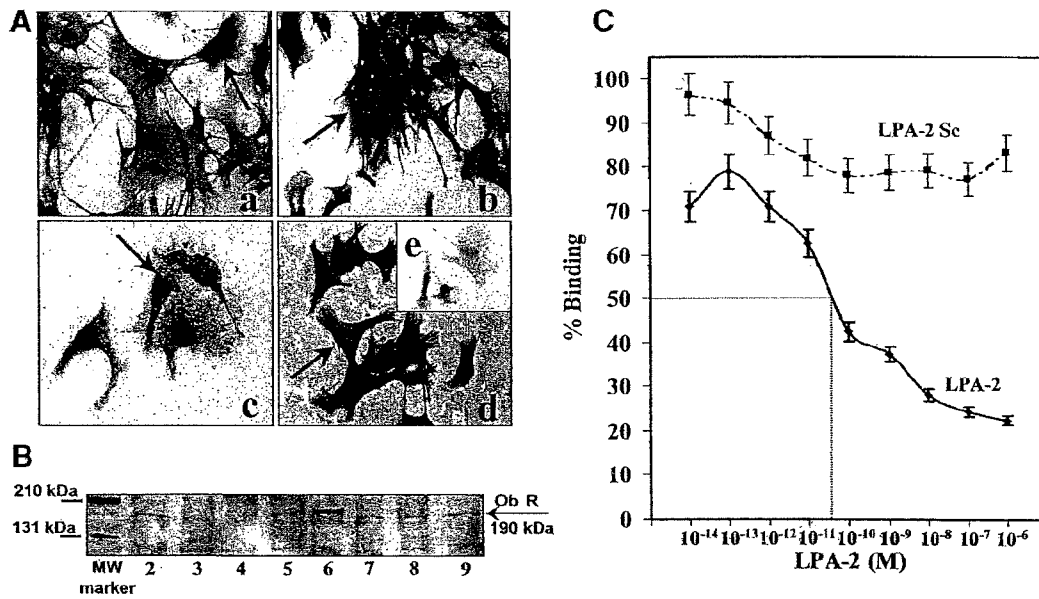 A
a
b
c
d
e
B
210 kDa
131 kDa
Ob R
190 kDa
MW
marker
2 3 4 5 6 7 8 9
C
100
90
80
70
60
50
40
30
20
10
0
% Binding
LPA-2 Sc
LPA-2
10⁻¹⁴ 10⁻¹³ 10⁻¹² 10⁻¹¹ 10⁻¹⁰ 10⁻⁹ 10⁻⁸ 10⁻⁷ 10⁻⁶
LPA-2 (M)